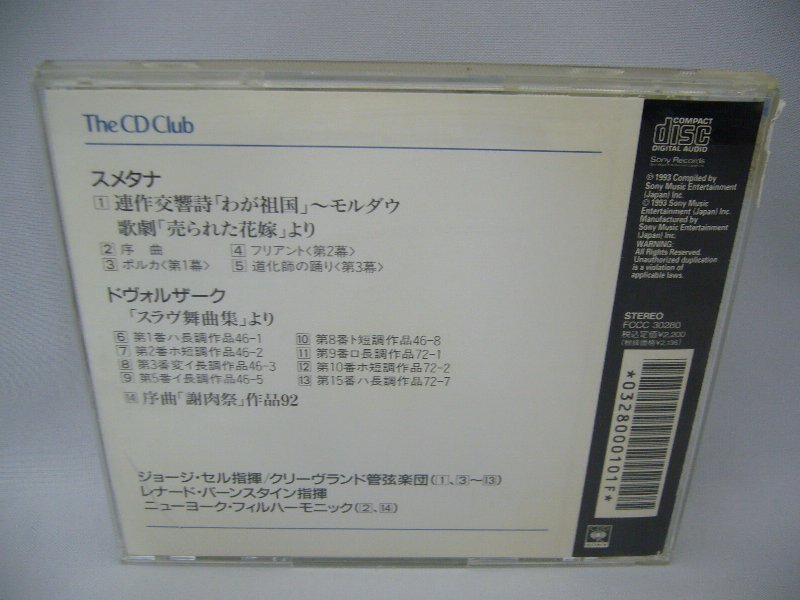 The CD Club
スメタナ
1 連作交響詩「わが祖国」〜モルダウ
歌劇「売られた花嫁」より
2 序 曲
3 ポルカ〈第1幕〉
4 フリアント〈第2幕〉
5 道化師の踊り〈第3幕〉
ドヴォルザーク
「スラヴ舞曲集」より
6 第1番ハ長調作品46-1
7 第2番ホ短調作品46-2
8 第3番変イ長調作品46-3
9 第5番イ長調作品46-5
10 第8番ト短調作品46-8
11 第9番ロ長調作品72-1
12 第10番ホ短調作品72-2
13 第15番ハ長調作品72-7
14 序曲「謝肉祭」作品92
ジョージ・セル指揮/クリーヴランド管弦楽団(1、3〜13)
レナード・バーンスタイン指揮
ニューヨーク・フィルハーモニック(2、14)
COMPACT
disc
DIGITAL AUDIO
Sony Records
℗ 1993 Compiled by
Sony Music Entertainment
(Japan) Inc.
© 1993 Sony Music
Entertainment (Japan) Inc.
Manufactured by
Sony Music Entertainment
(Japan) Inc.
WARNING:
All Rights Reserved.
Unauthorized duplication
is a violation of
applicable laws.
STEREO
FCCC 30280
税込定価¥2,200
(税抜価格¥2,136)
*0328000101F*